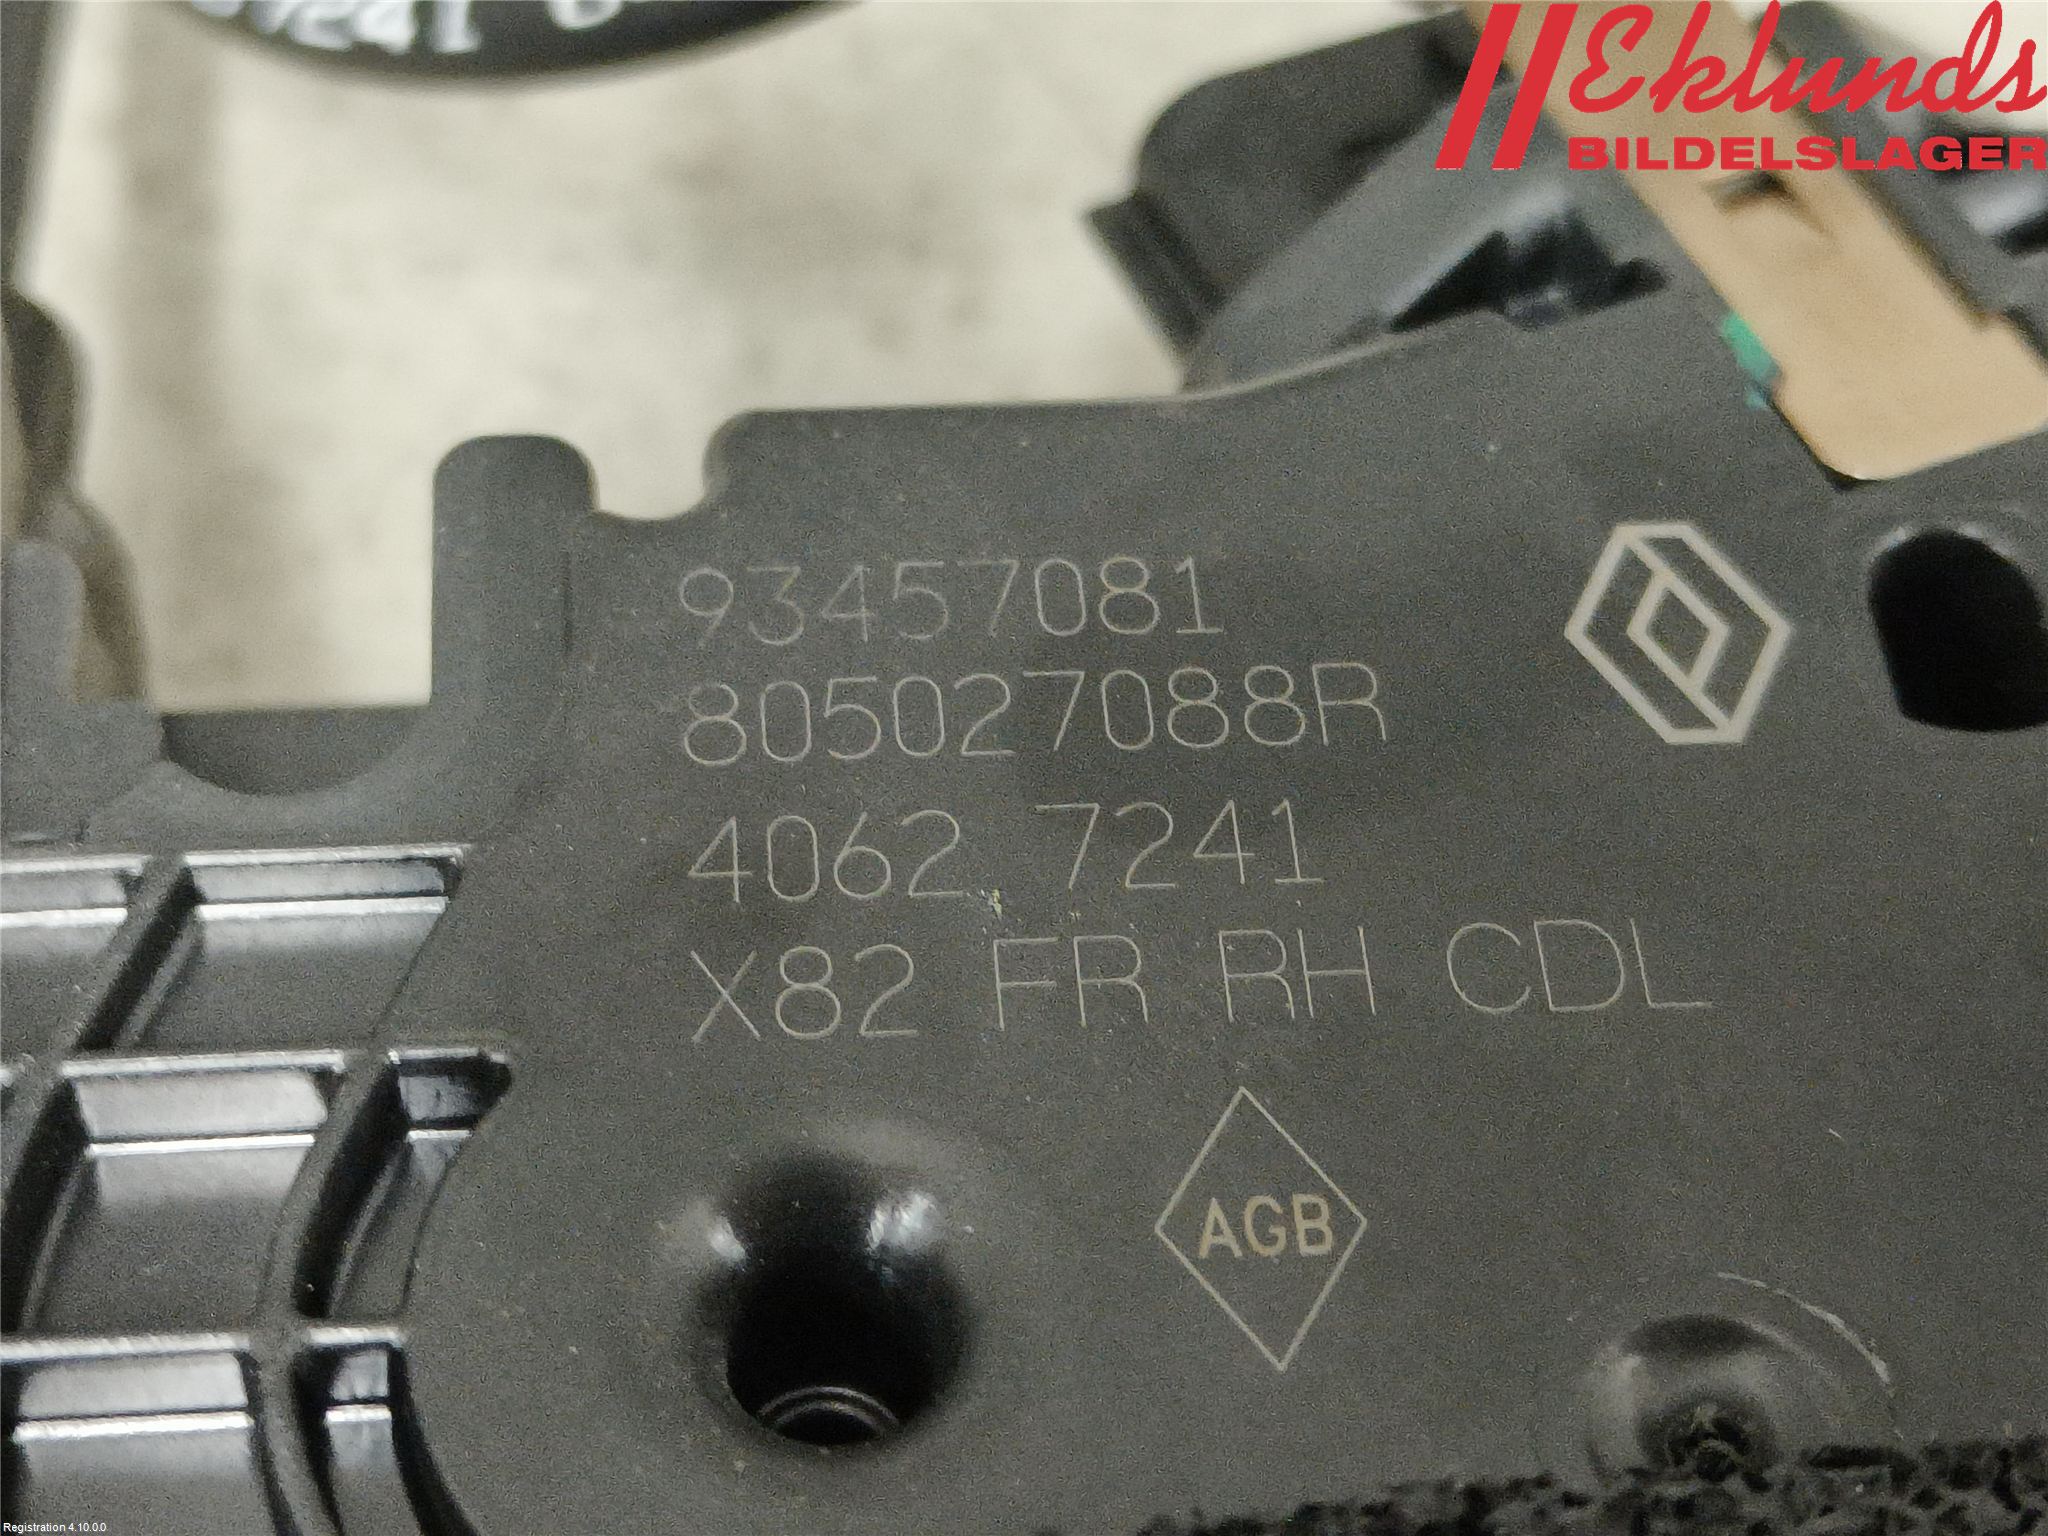 Eklunds
BILDELSLAGER
93457081
805027088R
4062 7241
X82 FR RH CDL
AGB
Registration 4.10.0.0